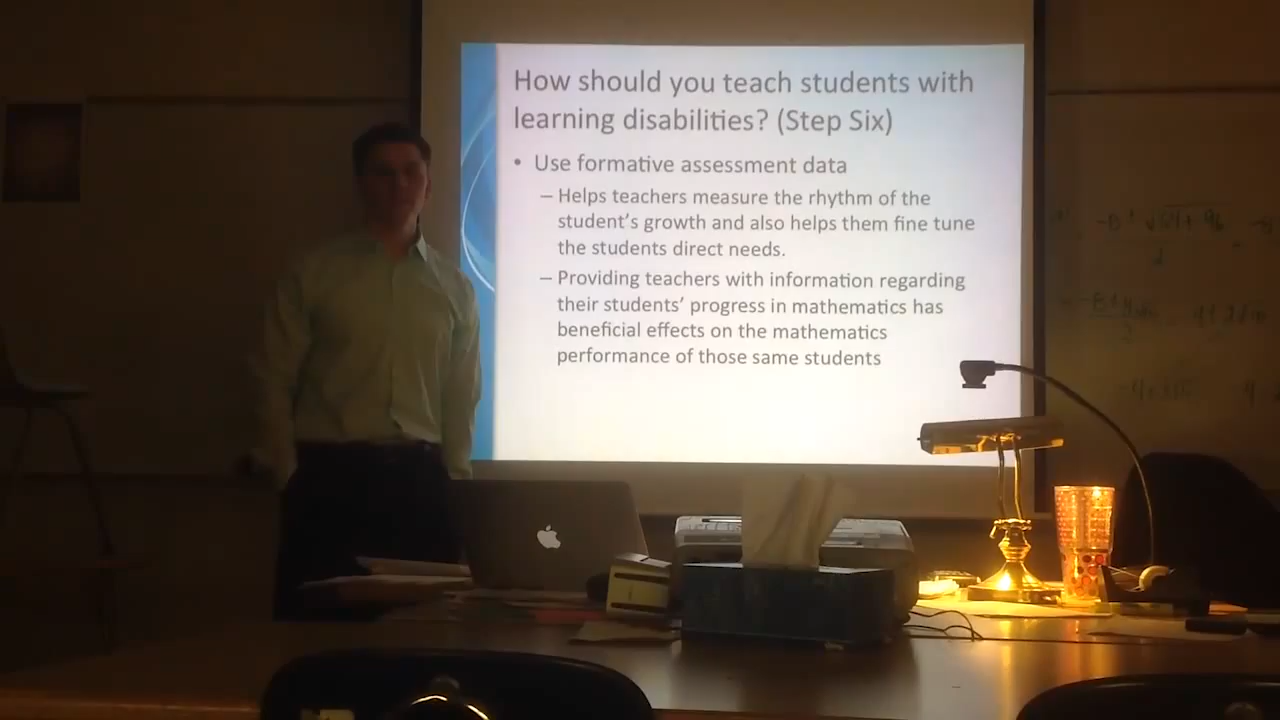 How should you teach students with
learning disabilities? (Step Six)
• Use formative assessment data
– Helps teachers measure the rhythm of the
student's growth and also helps them fine tune
the students direct needs.
– Providing teachers with information regarding
their students' progress in mathematics has
beneficial effects on the mathematics
performance of those same students